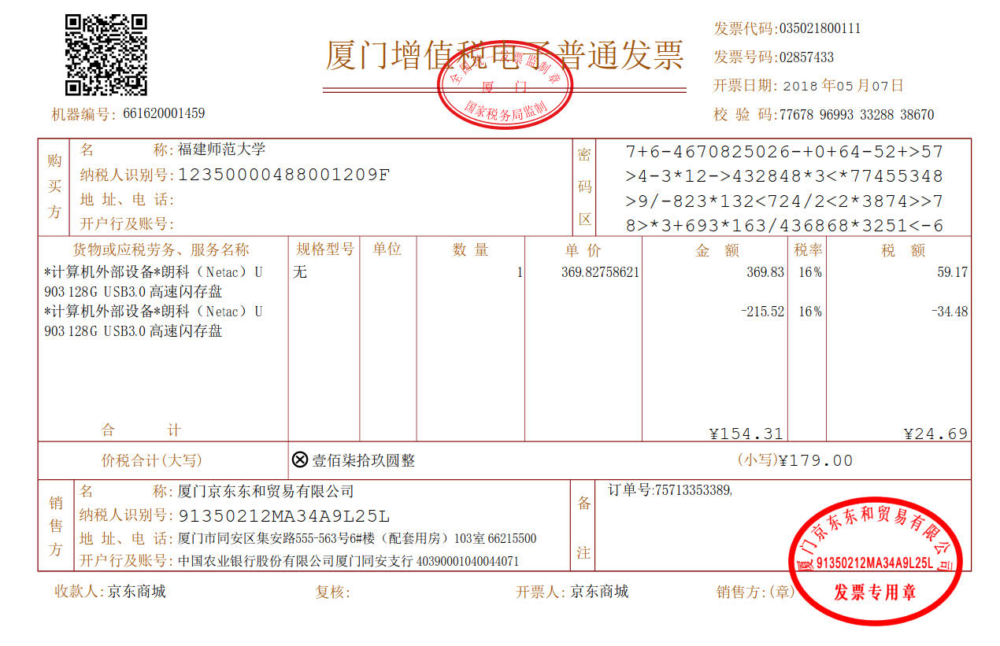 厦门增值税电子普通发票
全国统一发票监制章
厦 门
国家税务局监制
发票代码:035021800111
发票号码:02857433
开票日期: 2018 年05 月07日
机器编号: 661620001459
校 验 码:77678 96993 33288 38670
购买方
名 称: 福建师范大学
纳税人识别号: 12350000488001209F
地 址、电 话:
开户行及账号:
密码区
7+6-4670825026-+0+64-52+>57
>4-3*12->432848*3<*77455348
>9/-823*132<724/2<2*3874>>7
8>*3+693*163/436868*3251<-6
货物或应税劳务、服务名称 规格型号 单位 数 量 单 价 金 额 税率 税 额
*计算机外部设备*朗科（Netac）U 无 1 369.82758621 369.83 16% 59.17
903 128G USB3.0 高速闪存盘
*计算机外部设备*朗科（Netac）U -215.52 16% -34.48
903 128G USB3.0 高速闪存盘
合 计 ¥154.31 ¥24.69
价税合计(大写) ⊗壹佰柒拾玖圆整 (小写)¥179.00
销售方
名 称: 厦门京东东和贸易有限公司
纳税人识别号: 91350212MA34A9L25L
地 址、电 话: 厦门市同安区集安路555-563号6#楼（配套用房）103室 66215500
开户行及账号: 中国农业银行股份有限公司厦门同安支行 40390001040044071
备注
订单号:75713353389,
厦门京东东和贸易有限公司
91350212MA34A9L25L
发票专用章
收款人: 京东商城 复核: 开票人: 京东商城 销售方:(章)